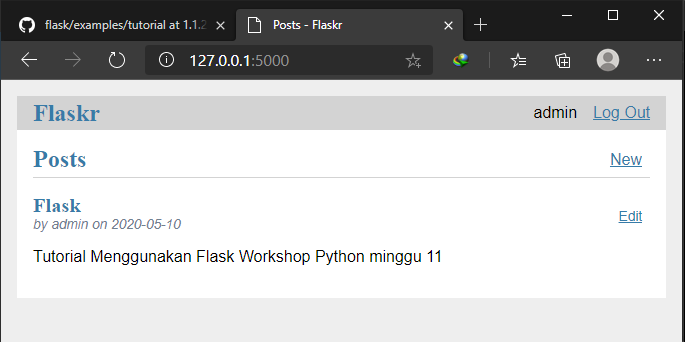 flask/examples/tutorial at 1.1.2
Posts - Flaskr
127.0.0.1:5000
Flaskr
admin
Log Out
Posts
New
Flask
by admin on 2020-05-10
Edit
Tutorial Menggunakan Flask Workshop Python minggu 11